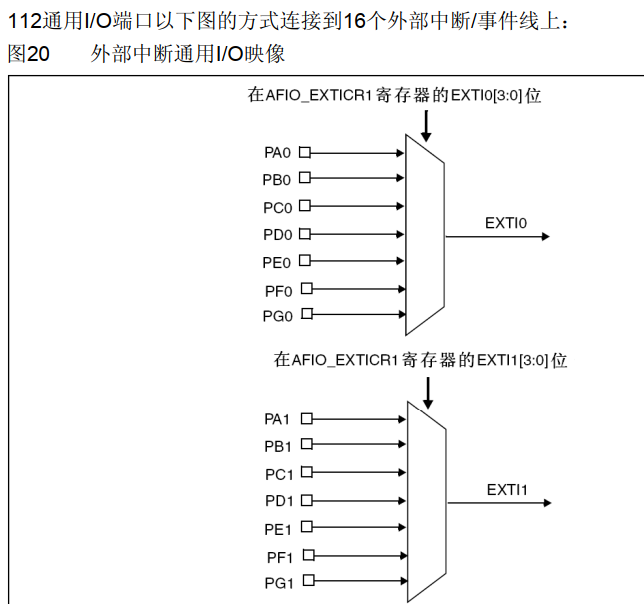 112通用I/O端口以下图的方式连接到16个外部中断/事件线上：
图20 外部中断通用I/O映像
在AFIO_EXTICR1寄存器的EXTI0[3:0]位
PA0
PB0
PC0
PD0
PE0
PF0
PG0
EXTI0
在AFIO_EXTICR1寄存器的EXTI1[3:0]位
PA1
PB1
PC1
PD1
PE1
PF1
PG1
EXTI1